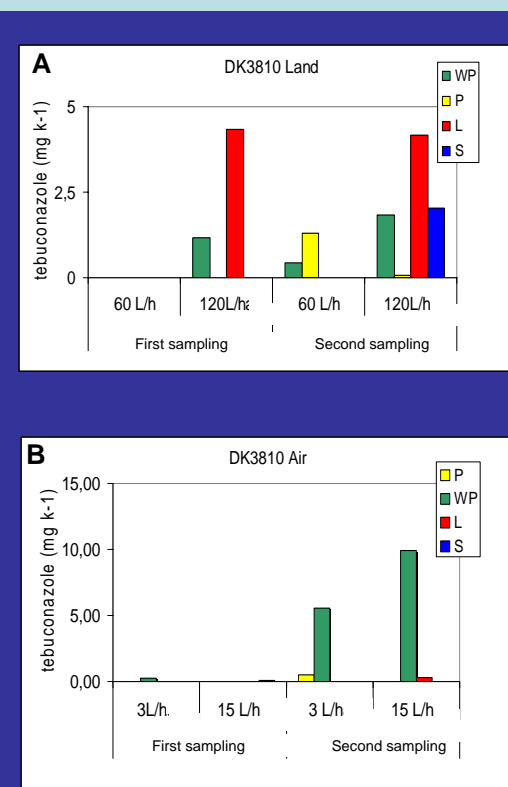 A
DK3810 Land
WP
P
L
S
tebuconazole (mg k-1)
5
2,5
0
60 L/h 120L/ha 60 L/h 120L/h
First sampling Second sampling
B
DK3810 Air
P
WP
L
S
tebuconazole (mg k-1)
15,00
10,00
5,00
0,00
3L/h. 15 L/h 3 L/h 15 L/h
First sampling Second sampling